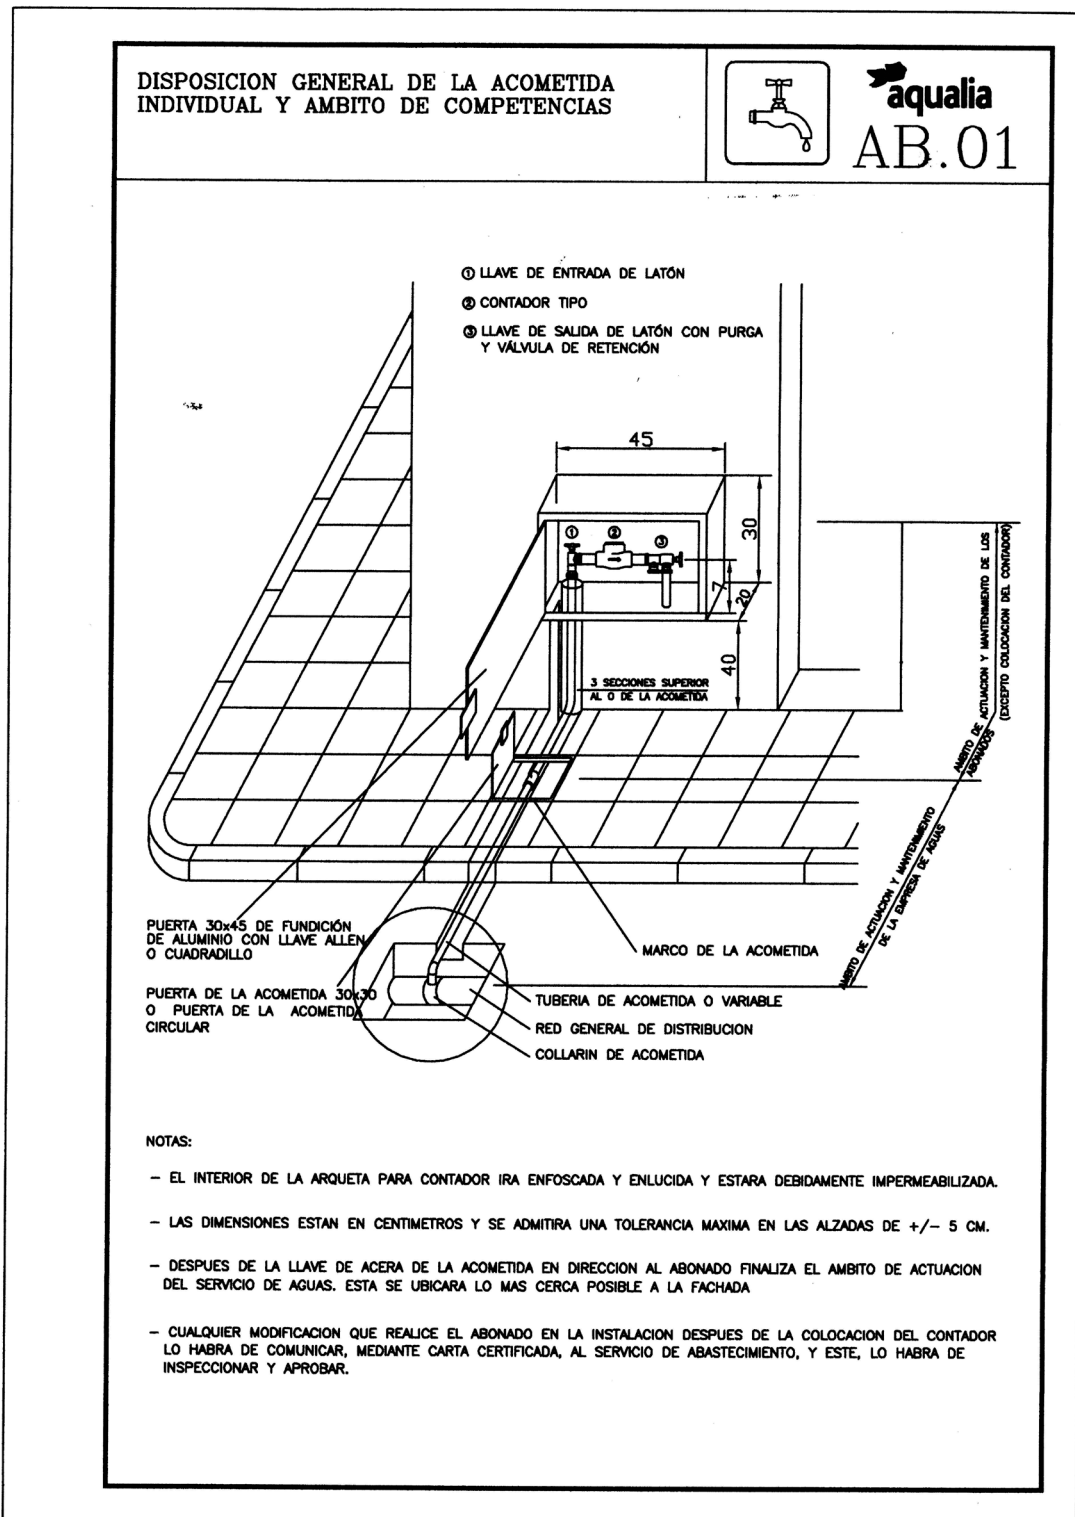 DISPOSICION GENERAL DE LA ACOMETIDA
INDIVIDUAL Y AMBITO DE COMPETENCIAS
aqualia
AB.01
① LLAVE DE ENTRADA DE LATÓN
② CONTADOR TIPO
③ LLAVE DE SALIDA DE LATÓN CON PURGA
Y VÁLVULA DE RETENCIÓN
45
30
① ② ③
7
20
40
3 SECCIONES SUPERIOR
AL O DE LA ACOMETIDA
AMBITO DE ACTUACION Y MANTENIMIENTO DE LOS
ABONADOS
(EXCEPTO COLOCACION DEL CONTADOR)
AMBITO DE ACTUACION Y MANTENIMIENTO
DE LA EMPRESA DE AGUAS
PUERTA 30x45 DE FUNDICIÓN
DE ALUMINIO CON LLAVE ALLEN
O CUADRADILLO
PUERTA DE LA ACOMETIDA 30x30
O PUERTA DE LA ACOMETIDA
CIRCULAR
MARCO DE LA ACOMETIDA
TUBERIA DE ACOMETIDA O VARIABLE
RED GENERAL DE DISTRIBUCION
COLLARIN DE ACOMETIDA
NOTAS:
– EL INTERIOR DE LA ARQUETA PARA CONTADOR IRA ENFOSCADA Y ENLUCIDA Y ESTARA DEBIDAMENTE IMPERMEABILIZADA.
– LAS DIMENSIONES ESTAN EN CENTIMETROS Y SE ADMITIRA UNA TOLERANCIA MAXIMA EN LAS ALZADAS DE +/– 5 CM.
– DESPUES DE LA LLAVE DE ACERA DE LA ACOMETIDA EN DIRECCION AL ABONADO FINALIZA EL AMBITO DE ACTUACION
DEL SERVICIO DE AGUAS. ESTA SE UBICARA LO MAS CERCA POSIBLE A LA FACHADA
– CUALQUIER MODIFICACION QUE REALICE EL ABONADO EN LA INSTALACION DESPUES DE LA COLOCACION DEL CONTADOR
LO HABRA DE COMUNICAR, MEDIANTE CARTA CERTIFICADA, AL SERVICIO DE ABASTECIMIENTO, Y ESTE, LO HABRA DE
INSPECCIONAR Y APROBAR.